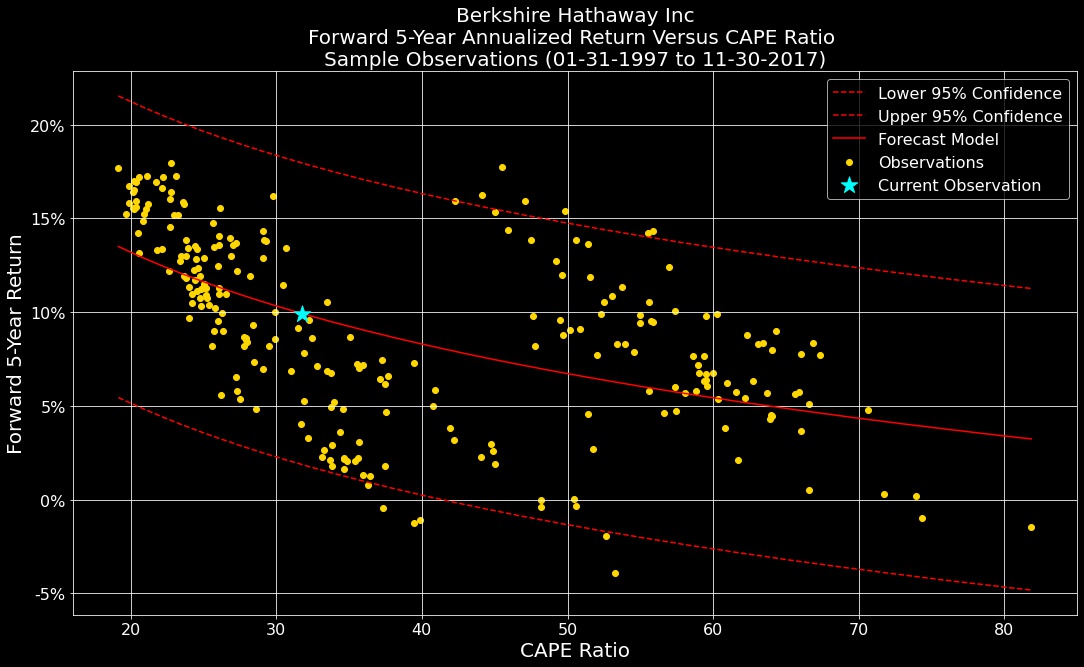 Berkshire Hathaway Inc
Forward 5-Year Annualized Return Versus CAPE Ratio
Sample Observations (01-31-1997 to 11-30-2017)
Lower 95% Confidence
Upper 95% Confidence
Forecast Model
Observations
Current Observation
Forward 5-Year Return
20%
15%
10%
5%
0%
-5%
20 30 40 50 60 70 80
CAPE Ratio